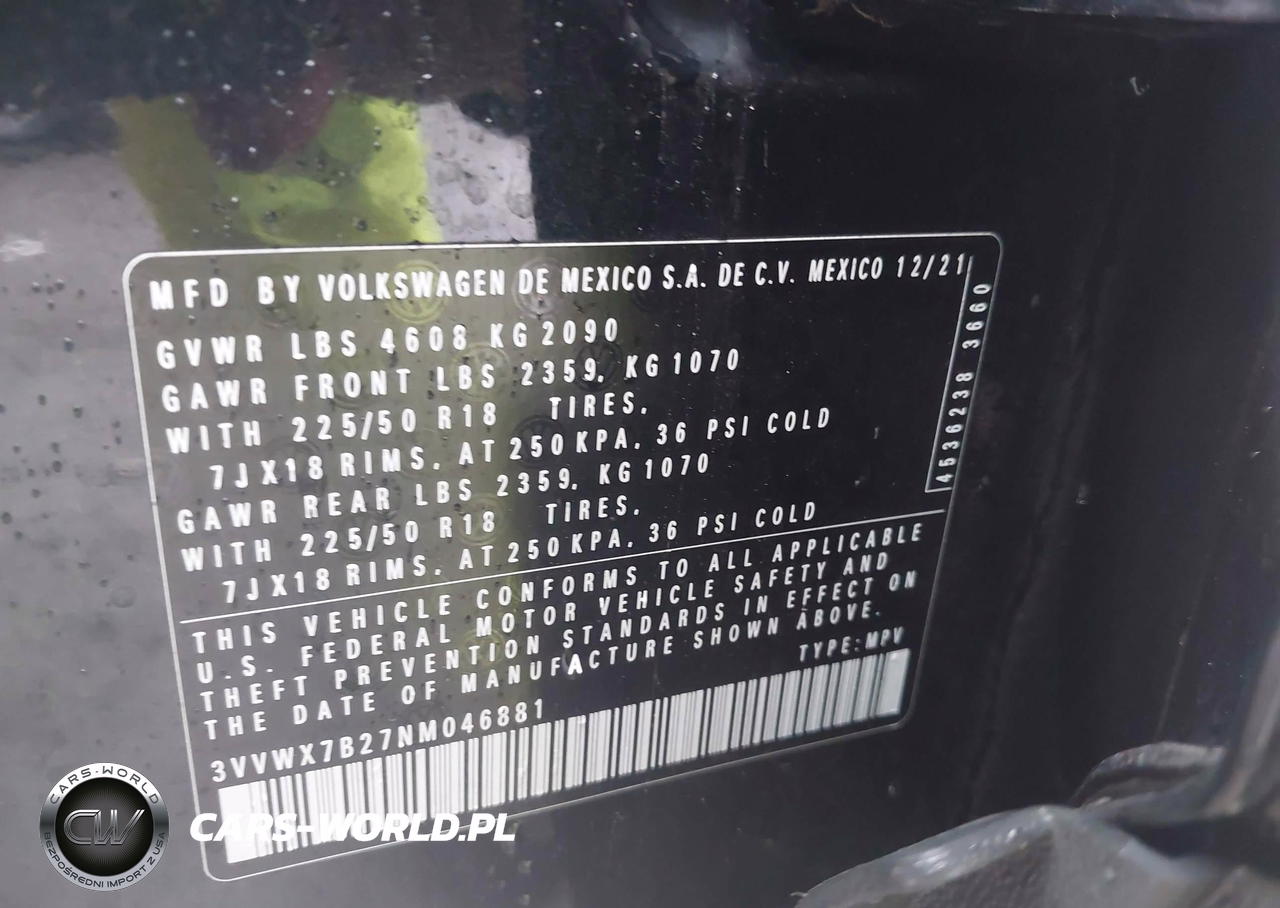 MFD BY VOLKSWAGEN DE MEXICO S.A. DE C.V. MEXICO 12/21
GVWR LBS 4608 KG 2090
GAWR FRONT LBS 2359, KG 1070
WITH 225/50 R18 TIRES.
7JX18 RIMS. AT 250 KPA. 36 PSI COLD
GAWR REAR LBS 2359, KG 1070
WITH 225/50 R18 TIRES.
7JX18 RIMS. AT 250 KPA. 36 PSI COLD
4536238 3660
THIS VEHICLE CONFORMS TO ALL APPLICABLE
U.S. FEDERAL MOTOR VEHICLE SAFETY AND
THEFT PREVENTION STANDARDS IN EFFECT ON
THE DATE OF MANUFACTURE SHOWN ABOVE.
3VVWX7B27NM046881 TYPE: MPV
CARS-WORLD
CW
BEZPOŚREDNI IMPORT Z USA
CARS-WORLD.PL